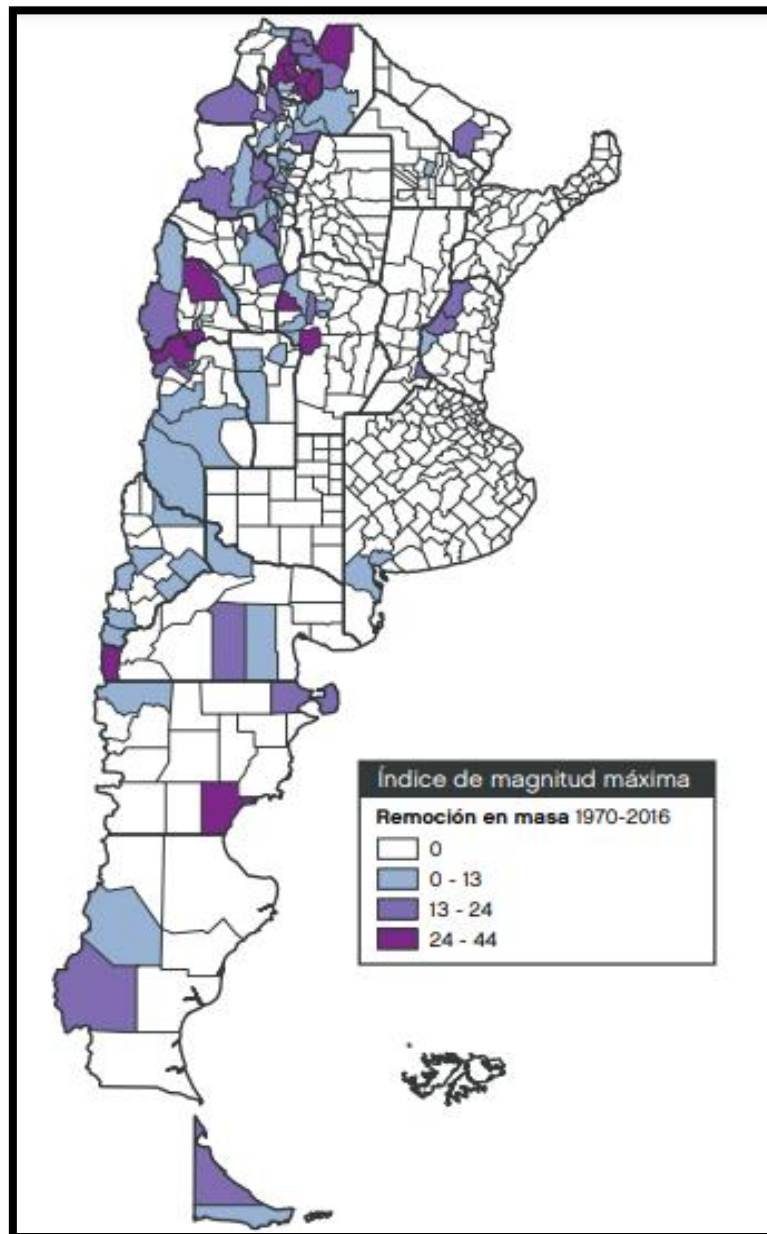 Índice de magnitud máxima
Remoción en masa 1970-2016
0
0 - 13
13 - 24
24 - 44